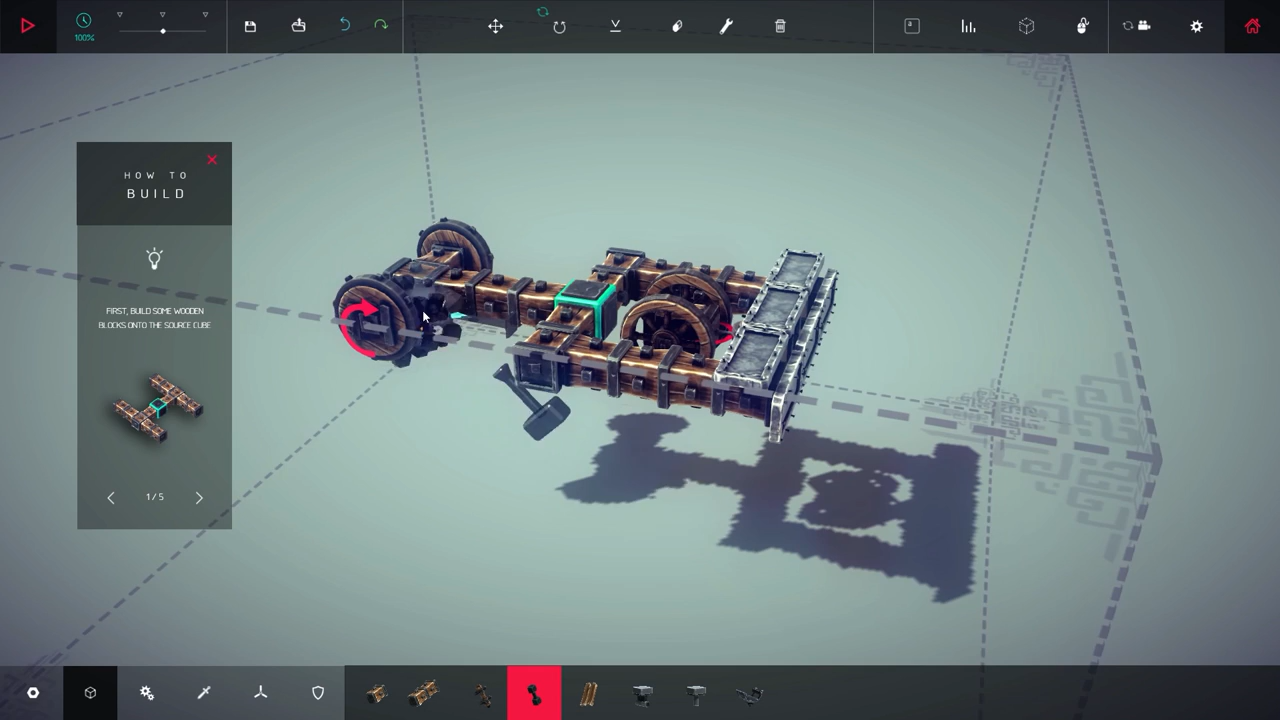 100%
HOW TO
BUILD
FIRST, BUILD SOME WOODEN
BLOCKS ONTO THE SOURCE CUBE
1/5